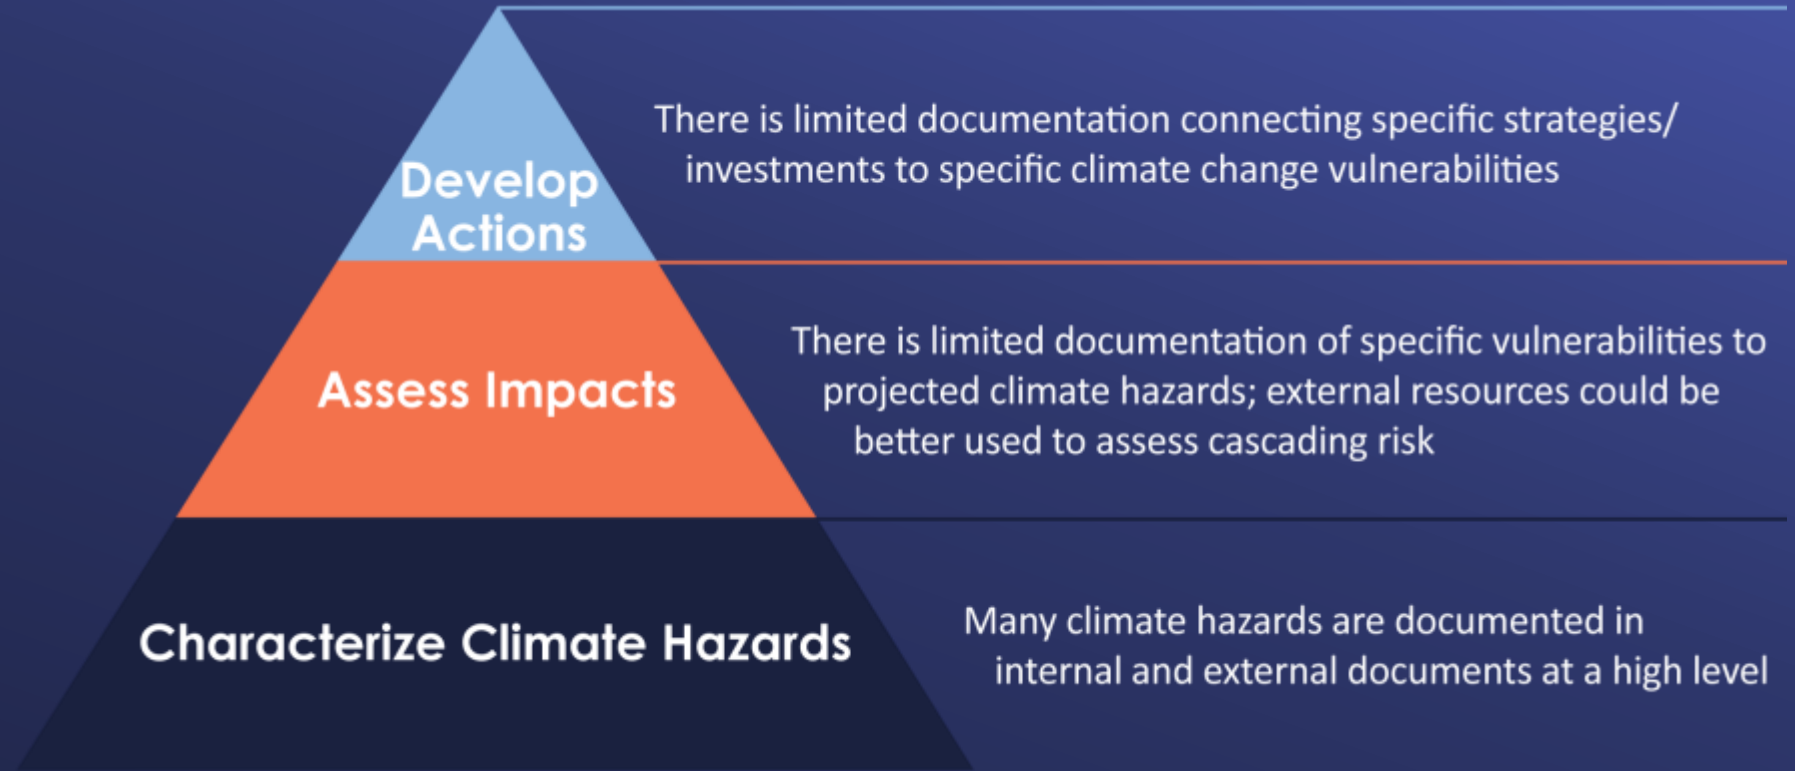 Develop
Actions
There is limited documentation connecting specific strategies/
investments to specific climate change vulnerabilities
Assess Impacts
There is limited documentation of specific vulnerabilities to
projected climate hazards; external resources could be
better used to assess cascading risk
Characterize Climate Hazards
Many climate hazards are documented in
internal and external documents at a high level